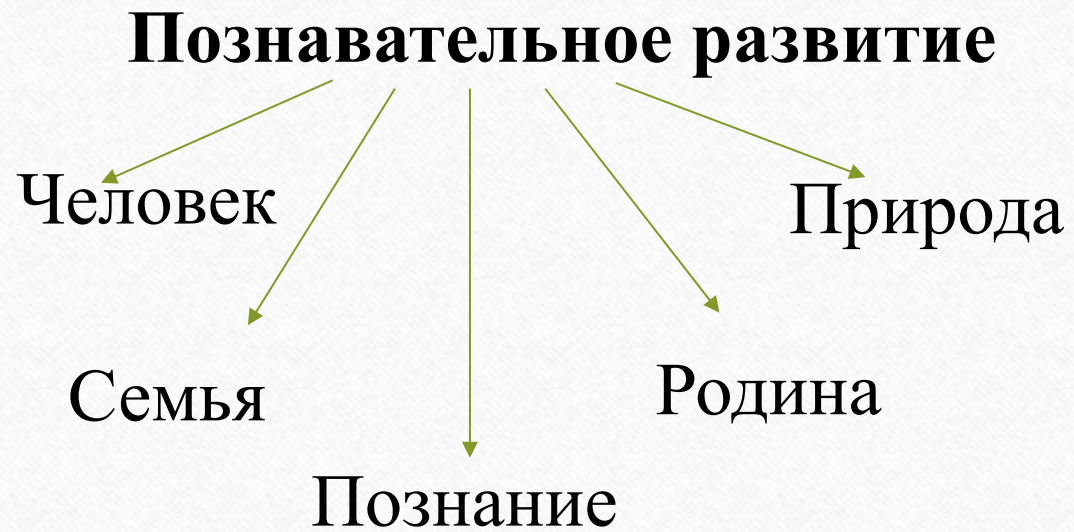 Познавательное развитие
Человек
Природа
Семья
Родина
Познание